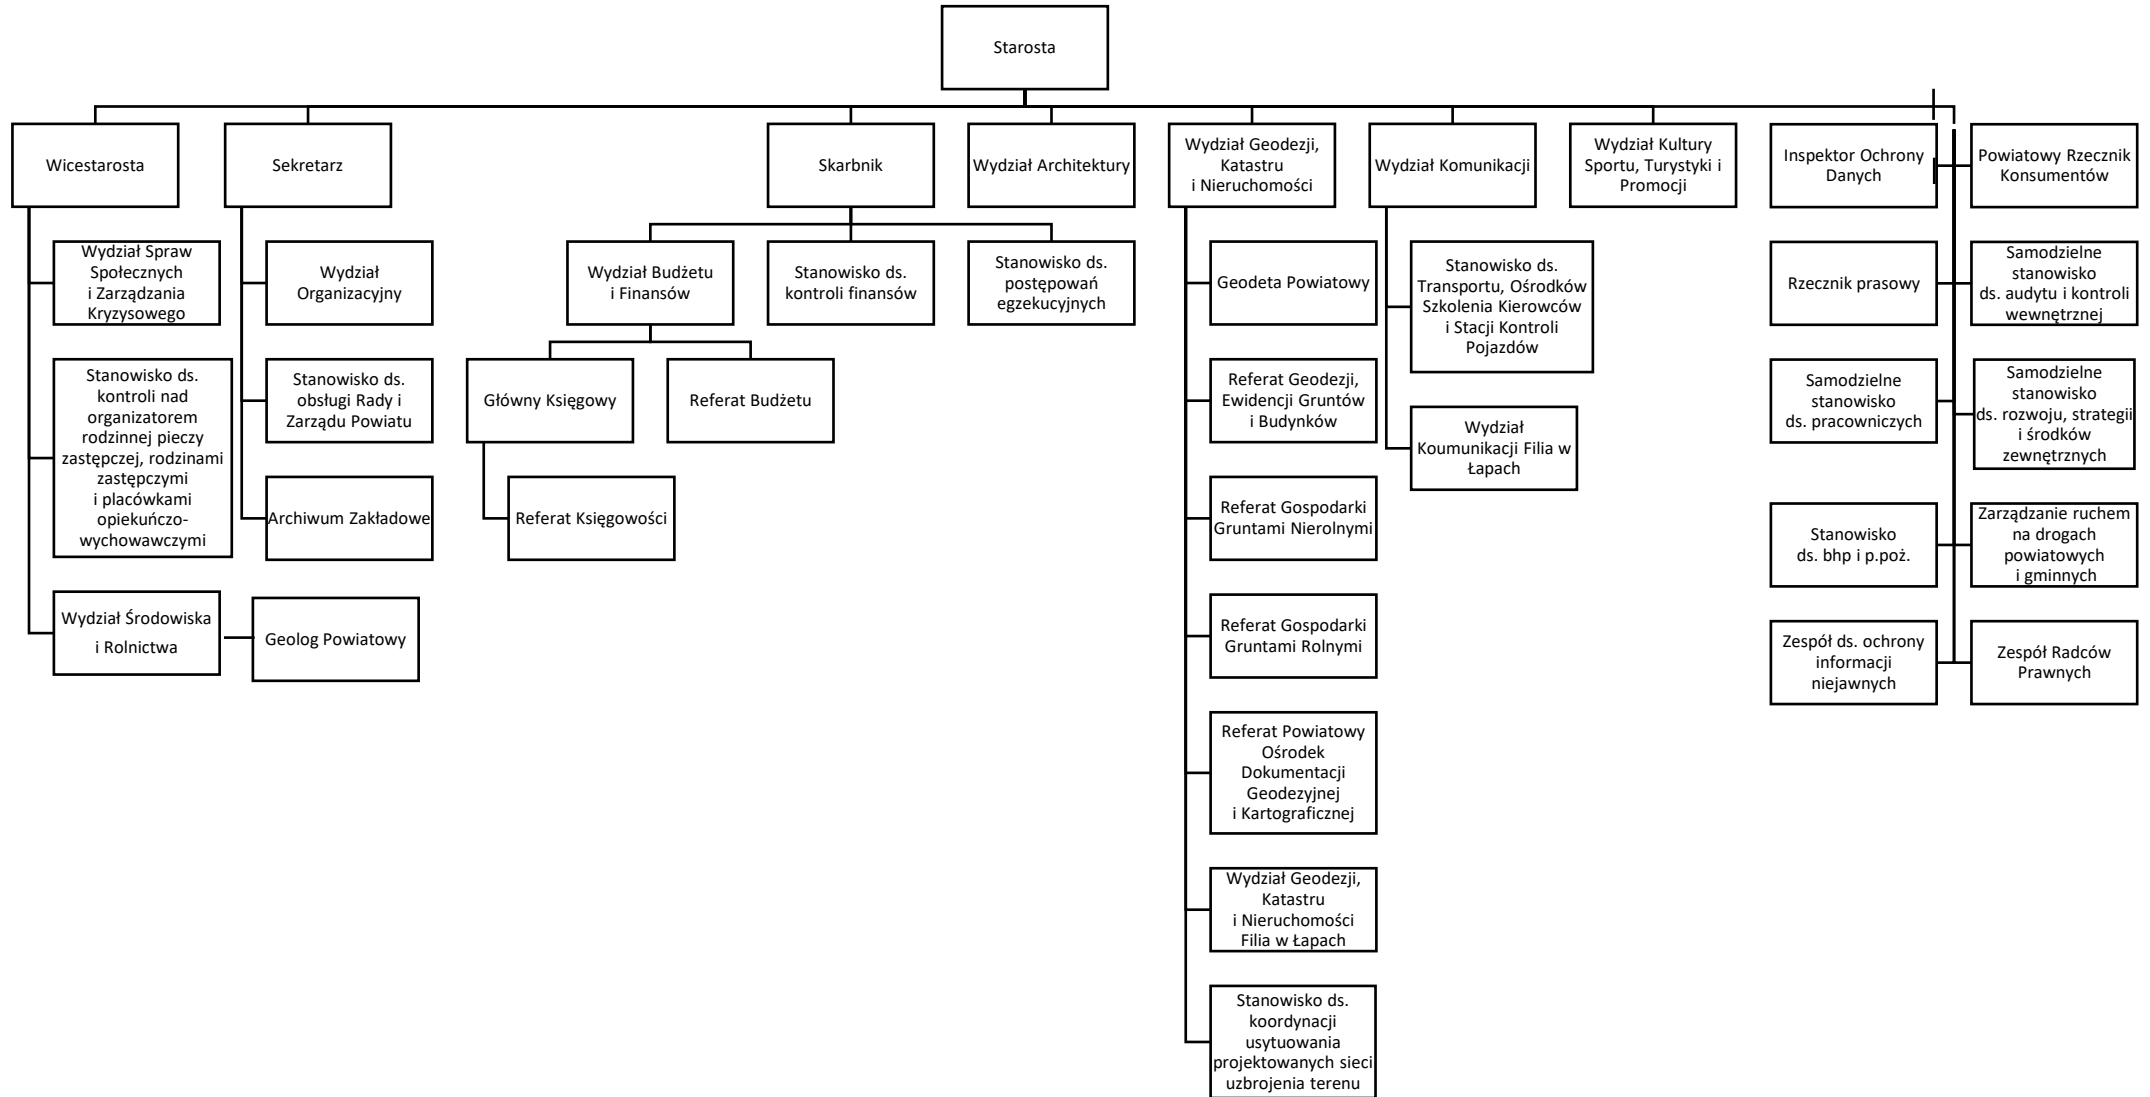 Starosta
Wicestarosta
Sekretarz
Skarbnik
Wydział Architektury
Wydział Geodezji,
Katastru
i Nieruchomości
Wydział Komunikacji
Wydział Kultury
Sportu, Turystyki i
Promocji
Inspektor Ochrony
Danych
Powiatowy Rzecznik
Konsumentów
Wydział Spraw
Społecznych
i Zarządzania
Kryzysowego
Stanowisko ds.
kontroli nad
organizatorem
rodzinnej pieczy
zastępczej, rodzinami
zastępczymi
i placówkami
opiekuńczo-
wychowawczymi
Wydział Środowiska
i Rolnictwa
Geolog Powiatowy
Wydział
Organizacyjny
Stanowisko ds.
obsługi Rady i
Zarządu Powiatu
Archiwum Zakładowe
Wydział Budżetu
i Finansów
Stanowisko ds.
kontroli finansów
Stanowisko ds.
postępowań
egzekucyjnych
Główny Księgowy
Referat Budżetu
Referat Księgowości
Geodeta Powiatowy
Referat Geodezji,
Ewidencji Gruntów
i Budynków
Referat Gospodarki
Gruntami Nierolnymi
Referat Gospodarki
Gruntami Rolnymi
Referat Powiatowy
Ośrodek
Dokumentacji
Geodezyjnej
i Kartograficznej
Wydział Geodezji,
Katastru
i Nieruchomości
Filia w Łapach
Stanowisko ds.
koordynacji
usytuowania
projektowanych sieci
uzbrojenia terenu
Stanowisko ds.
Transportu, Ośrodków
Szkolenia Kierowców
i Stacji Kontroli
Pojazdów
Wydział
Koumunikacji Filia w
Łapach
Rzecznik prasowy
Samodzielne
stanowisko
ds. audytu i kontroli
wewnętrznej
Samodzielne
stanowisko
ds. pracowniczych
Samodzielne
stanowisko
ds. rozwoju, strategii
i środków
zewnętrznych
Stanowisko
ds. bhp i p.poż.
Zarządzanie ruchem
na drogach
powiatowych
i gminnych
Zespół ds. ochrony
informacji
niejawnych
Zespół Radców
Prawnych